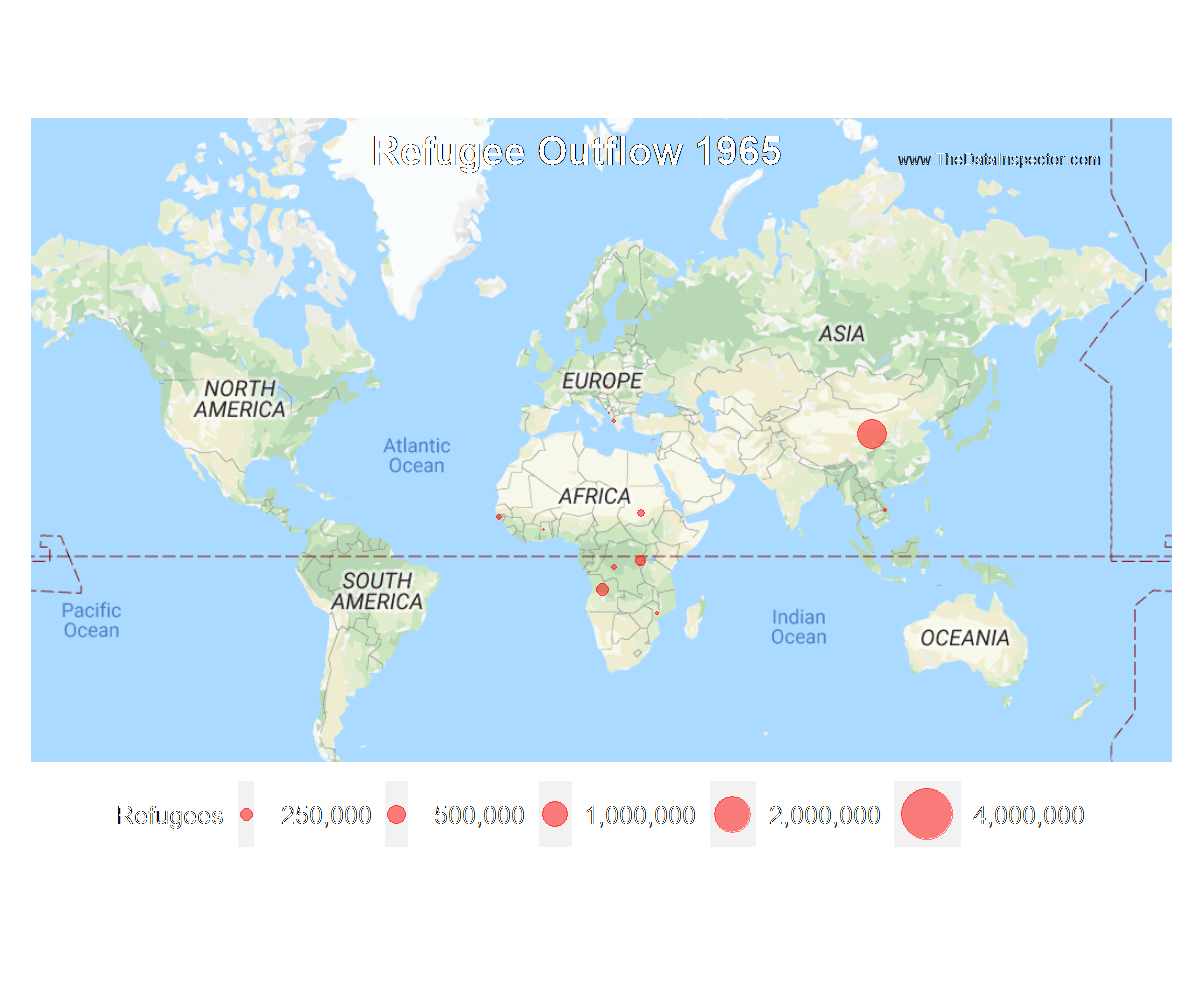 Refugee Outflow 1965
www.TheDataInspector.com
ASIA
EUROPE
NORTH
AMERICA
Atlantic
Ocean
AFRICA
SOUTH
AMERICA
Pacific
Ocean
Indian
Ocean
OCEANIA
Refugees 250,000 500,000 1,000,000 2,000,000 4,000,000